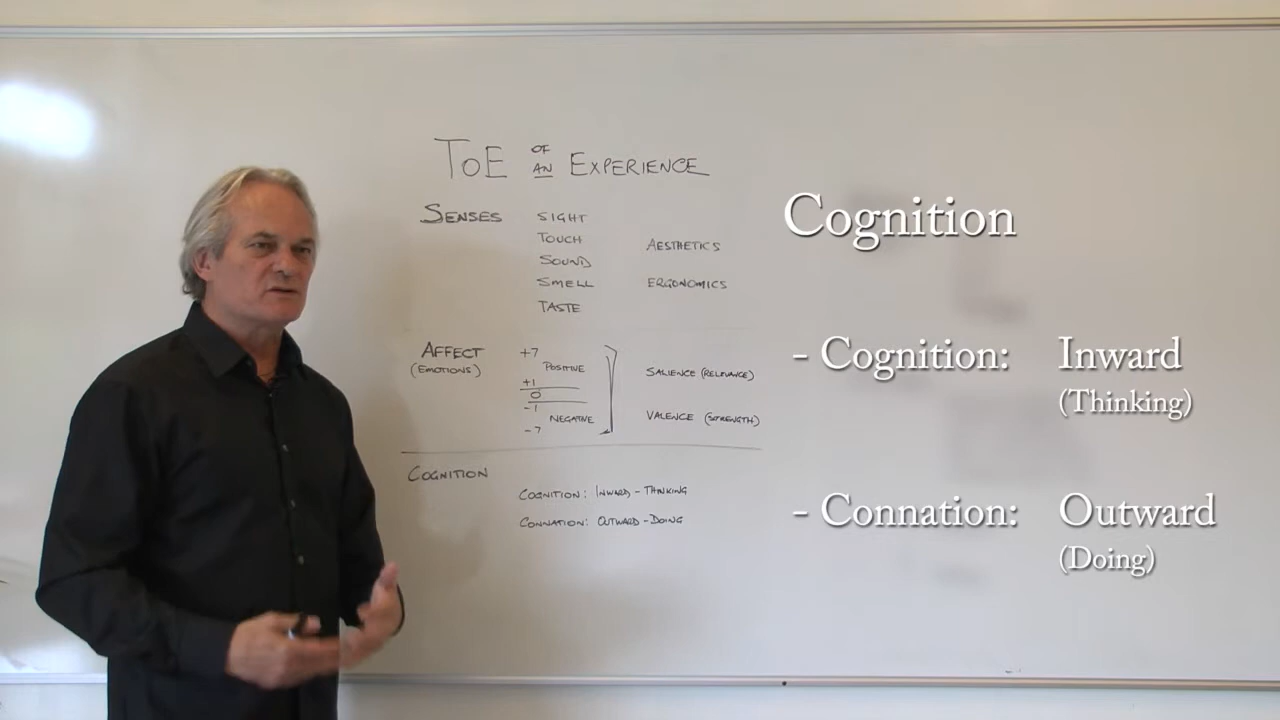 ToE OF AN EXPERIENCE
SENSES
SIGHT
TOUCH
SOUND
SMELL
TASTE
AESTHETICS
ERGONOMICS
AFFECT
(EMOTIONS)
+7
POSITIVE
+1
0
-1
NEGATIVE
-7
SALIENCE (RELEVANCE)
VALENCE (STRENGTH)
COGNITION
COGNITION: INWARD - THINKING
CONNATION: OUTWARD - DOING
Cognition
- Cognition: Inward
(Thinking)
- Connation: Outward
(Doing)